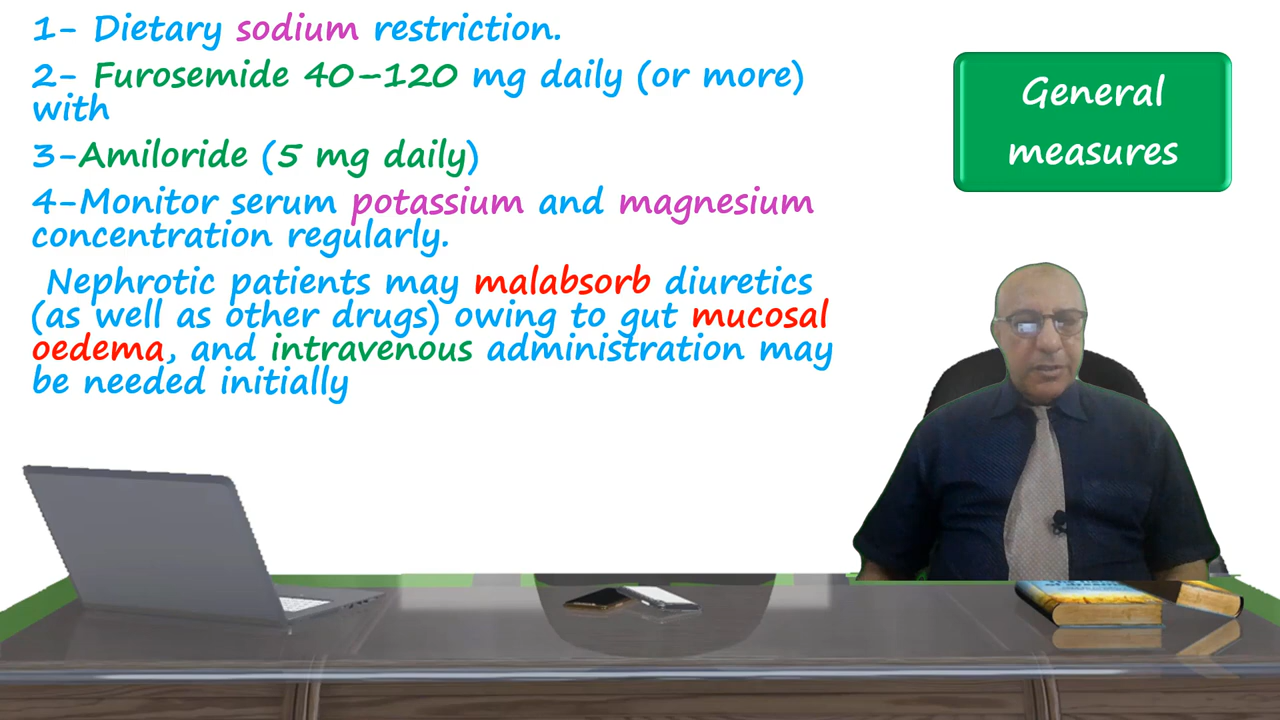 1- Dietary sodium restriction.
2- Furosemide 40–120 mg daily (or more)
with
3-Amiloride (5 mg daily)
4-Monitor serum potassium and magnesium
concentration regularly.
Nephrotic patients may malabsorb diuretics
(as well as other drugs) owing to gut mucosal
oedema, and intravenous administration may
be needed initially
General
measures